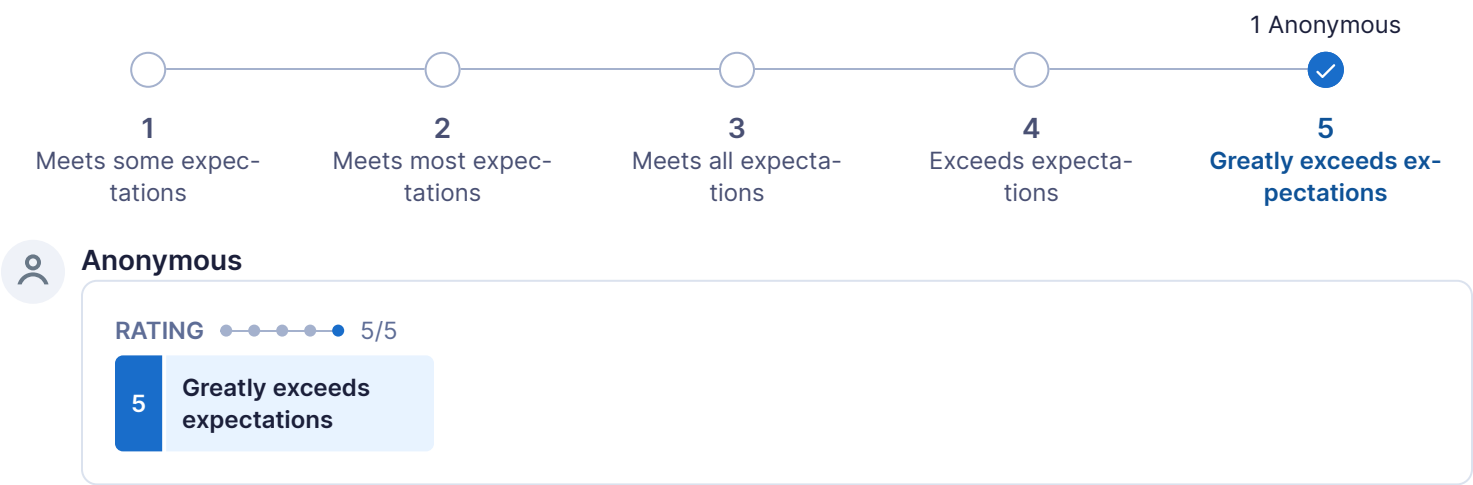 1 Anonymous
1
2
3
4
5
Meets some expec-
tations
Meets most expec-
tations
Meets all expecta-
tions
Exceeds expecta-
tions
Greatly exceeds ex-
pectations
Anonymous
RATING 5/5
5
Greatly exceeds
expectations